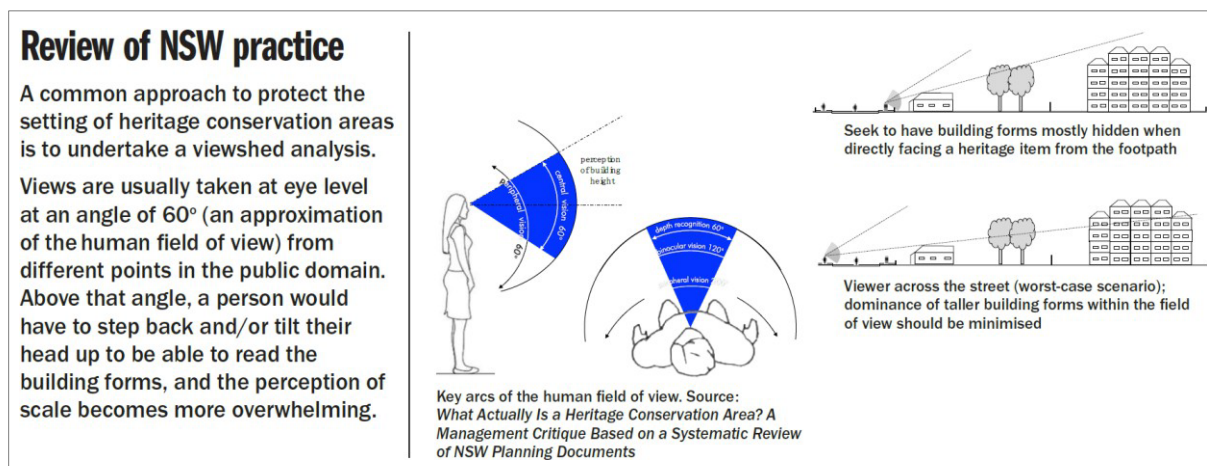 Review of NSW practice
A common approach to protect the
setting of heritage conservation areas
is to undertake a viewshed analysis.
Views are usually taken at eye level
at an angle of 60° (an approximation
of the human field of view) from
different points in the public domain.
Above that angle, a person would
have to step back and/or tilt their
head up to be able to read the
building forms, and the perception of
scale becomes more overwhelming.
perception
of building
height
central vision 60°
peripheral vision
60°
depth recognition 60°
binocular vision 120°
peripheral vision
Key arcs of the human field of view. Source:
What Actually Is a Heritage Conservation Area? A
Management Critique Based on a Systematic Review
of NSW Planning Documents
Seek to have building forms mostly hidden when
directly facing a heritage item from the footpath
Viewer across the street (worst-case scenario);
dominance of taller building forms within the field
of view should be minimised